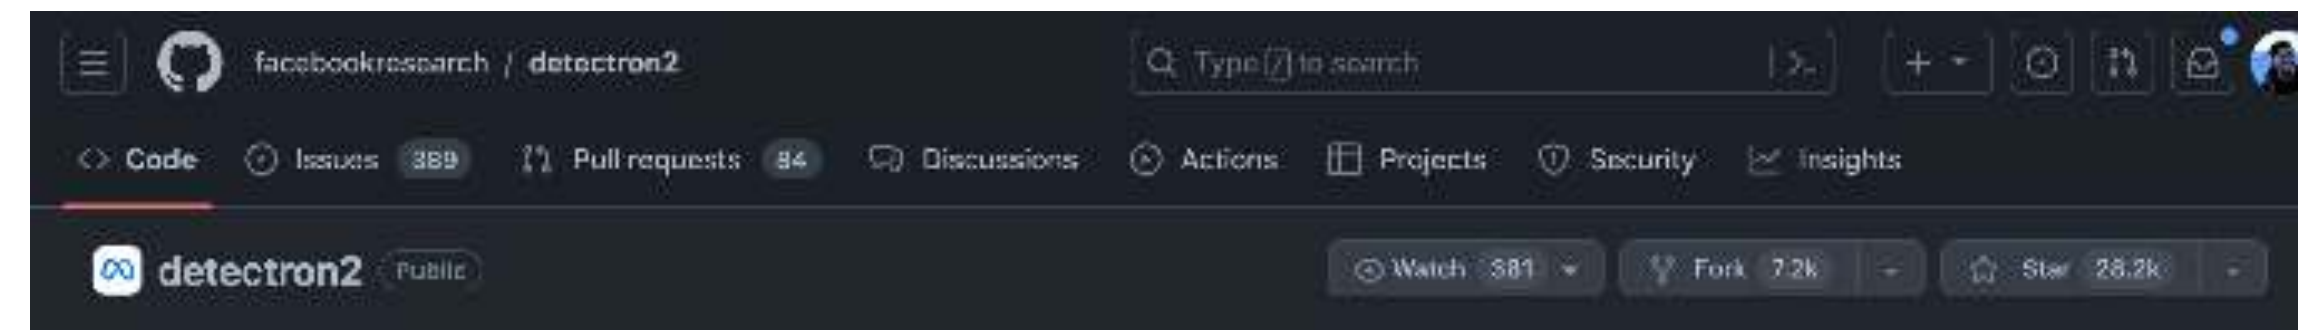 facebookresearch / detectron2 Type / to search
Code Issues 389 Pull requests 84 Discussions Actions Projects Security Insights
detectron2 Public Watch 381 Fork 7.2k Star 28.2k